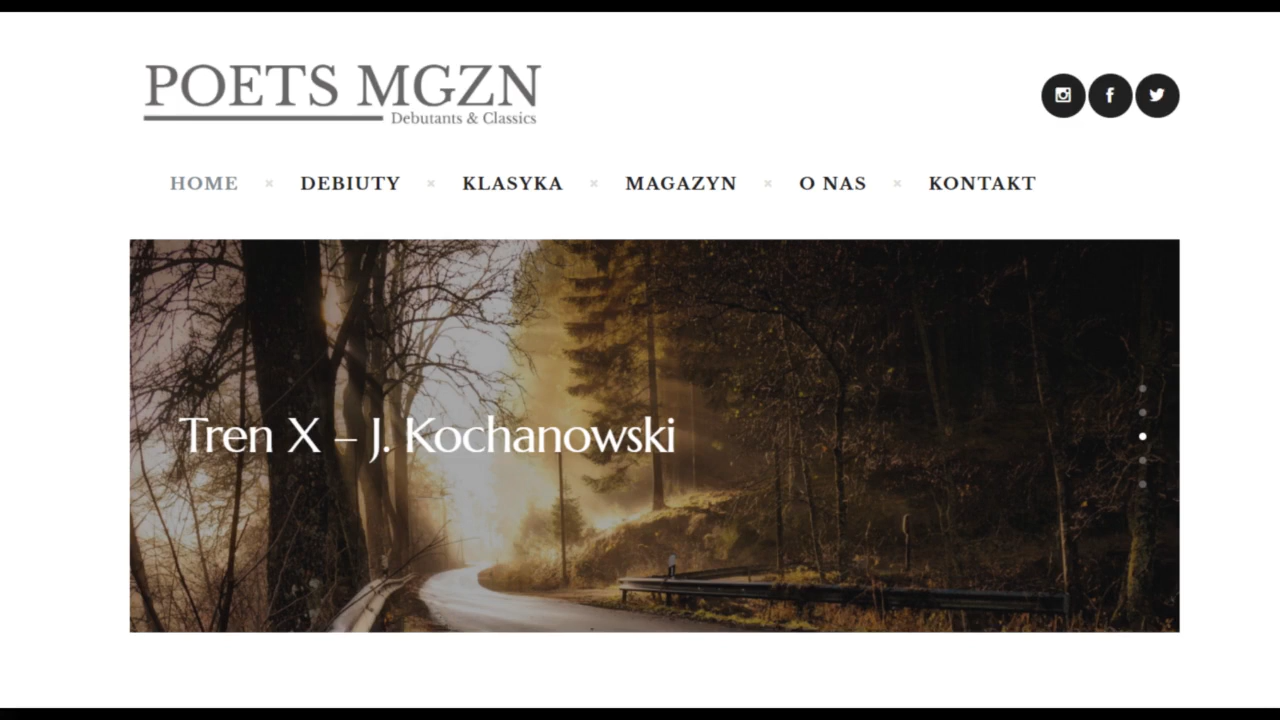 POETS MGZN
Debutants & Classics
HOME × DEBIUTY × KLASYKA × MAGAZYN × O NAS × KONTAKT
Tren X – J. Kochanowski